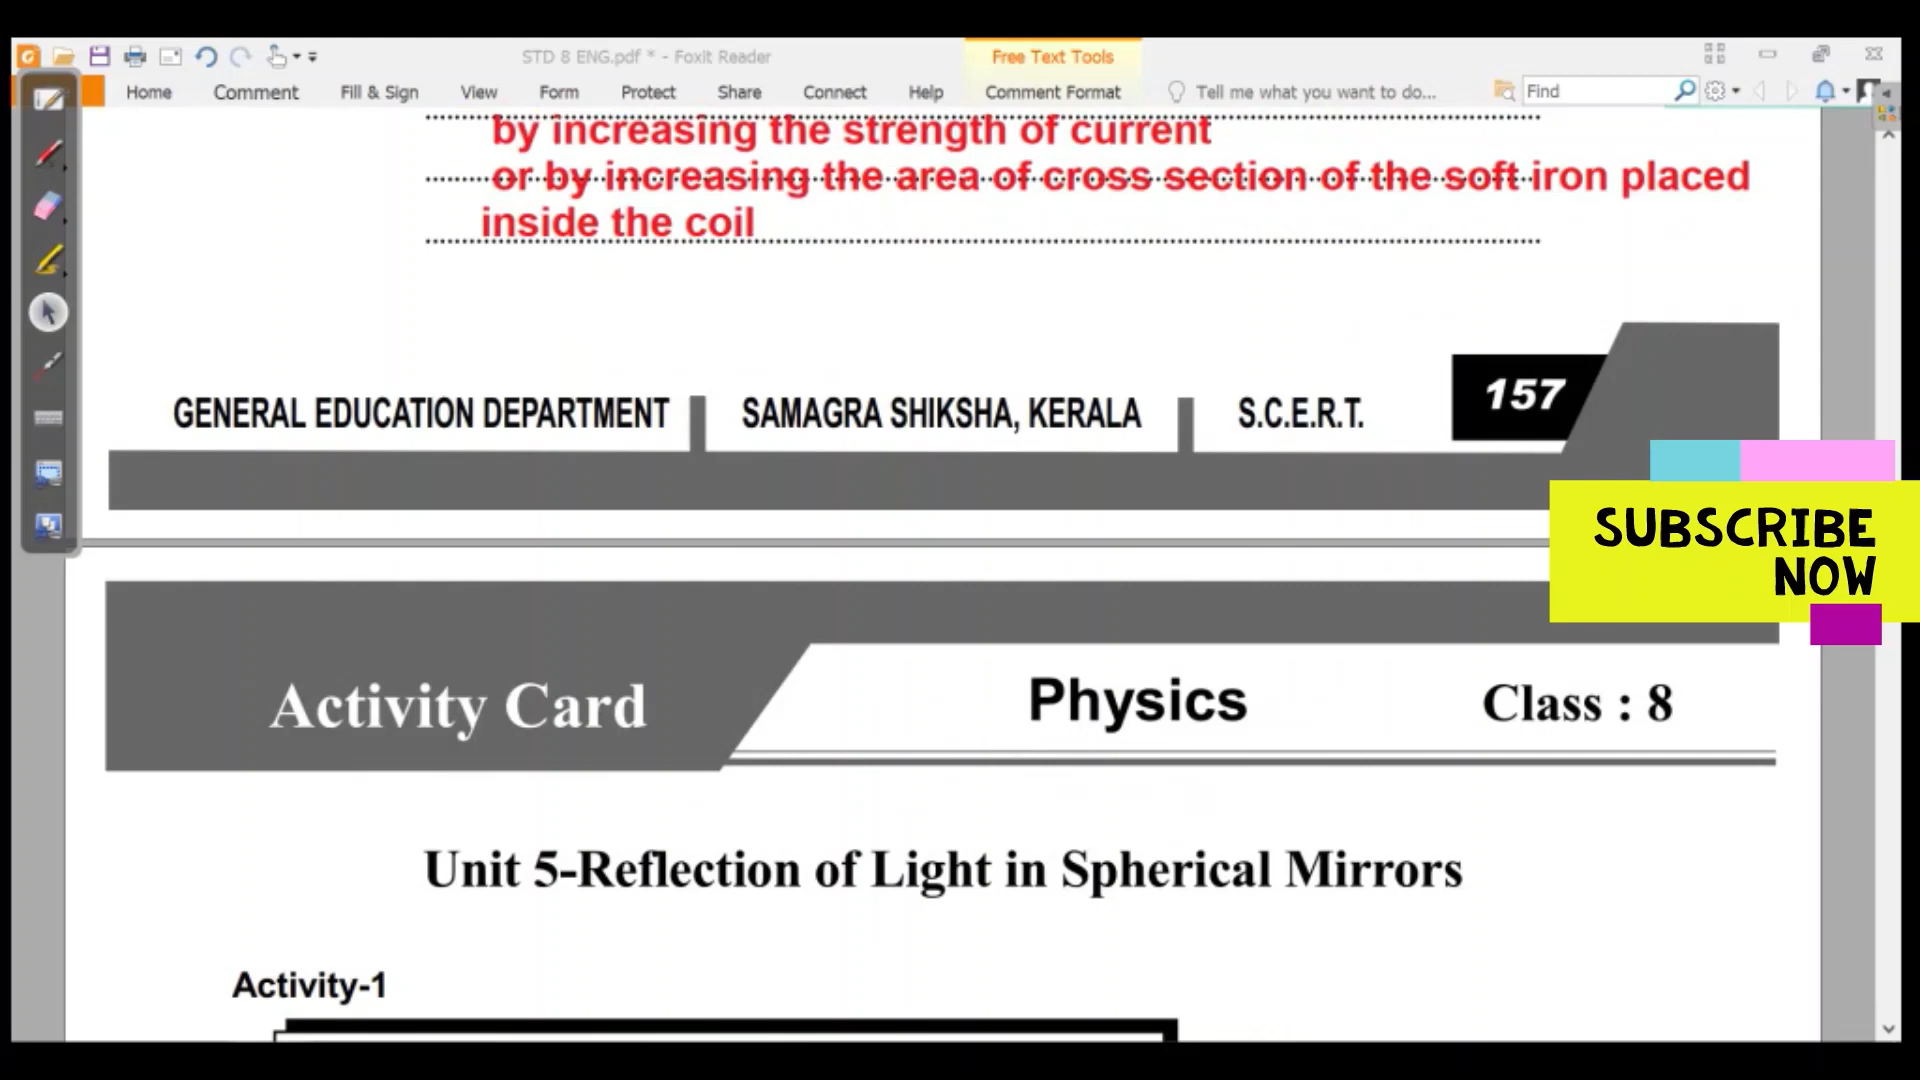 STD 8 ENG.pdf * - Foxit Reader
Free Text Tools
Home Comment Fill & Sign View Form Protect Share Connect Help Comment Format Tell me what you want to do... Find
by increasing the strength of current
or by increasing the area of cross section of the soft iron placed
inside the coil
GENERAL EDUCATION DEPARTMENT SAMAGRA SHIKSHA, KERALA S.C.E.R.T. 157
SUBSCRIBE
NOW
Activity Card Physics Class : 8
Unit 5-Reflection of Light in Spherical Mirrors
Activity-1